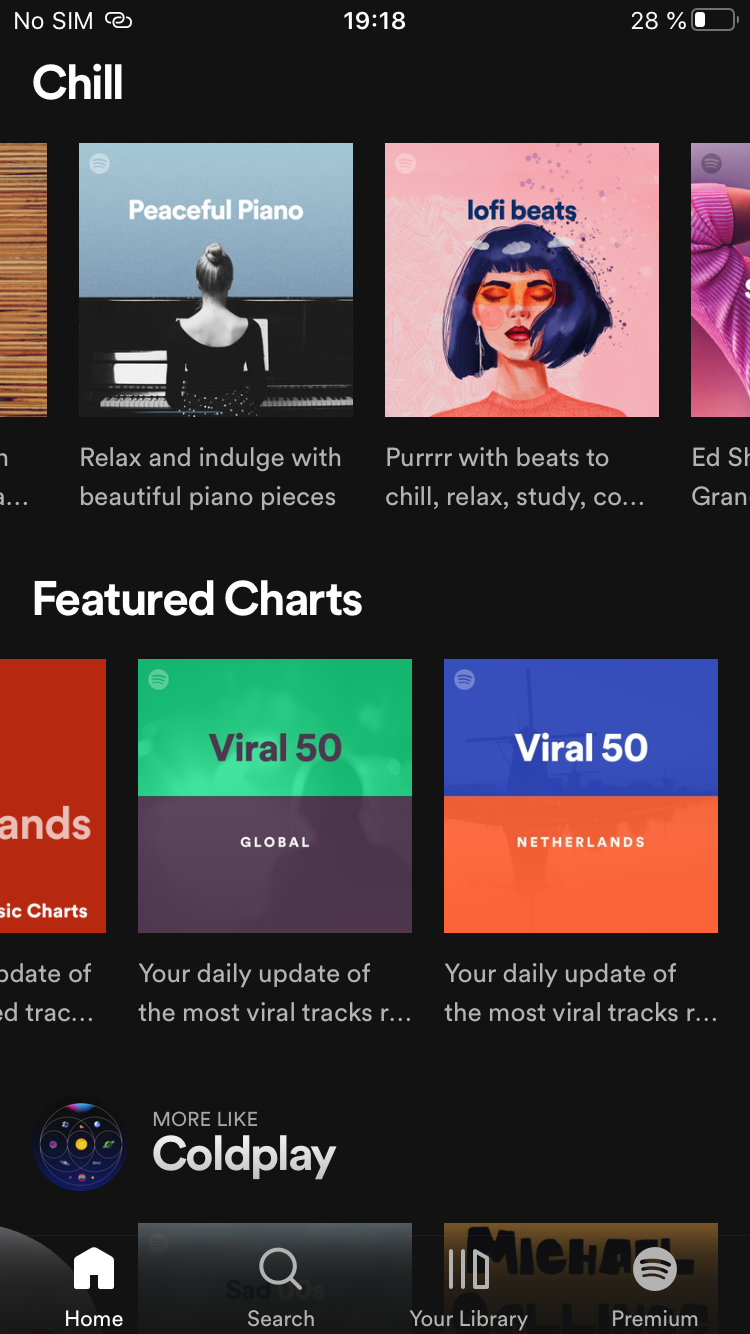 No SIM 19:18 28 %
Chill
Peaceful Piano
lofi beats
Relax and indulge with
beautiful piano pieces
Purrrr with beats to
chill, relax, study, co...
Ed Sh
Gran
Featured Charts
ands
sic Charts
Viral 50
GLOBAL
Viral 50
NETHERLANDS
pdate of
ed trac...
Your daily update of
the most viral tracks r...
Your daily update of
the most viral tracks r...
MORE LIKE
Coldplay
Sad 00s
MICHAEL
Home
Search
Your Library
Premium